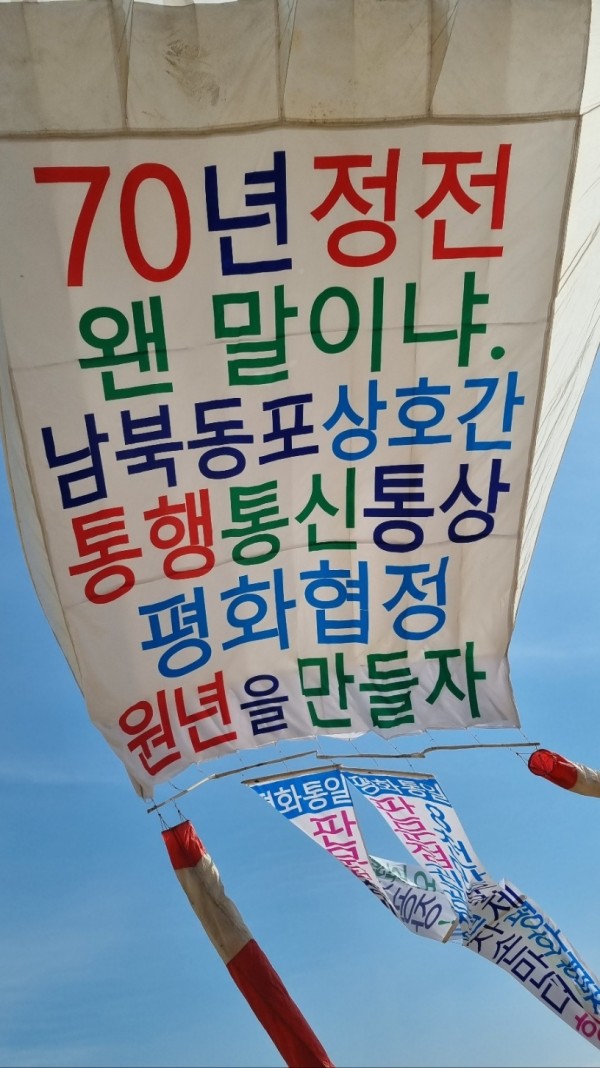 70년 정전
왠 말이냐.
남북동포상호간
통행통신통상
평화협정
원년을만들자
평화통일
평화통일